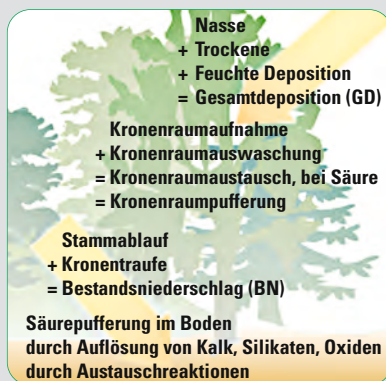 Nasse
+ Trockene
+ Feuchte Deposition
= Gesamtdeposition (GD)
Kronenraumaufnahme
+ Kronenraumauswaschung
= Kronenraumaustausch, bei Säure
= Kronenraumpufferung
Stammablauf
+ Kronentraufe
= Bestandsniederschlag (BN)
Säurepufferung im Boden
durch Auflösung von Kalk, Silikaten, Oxiden
durch Austauschreaktionen